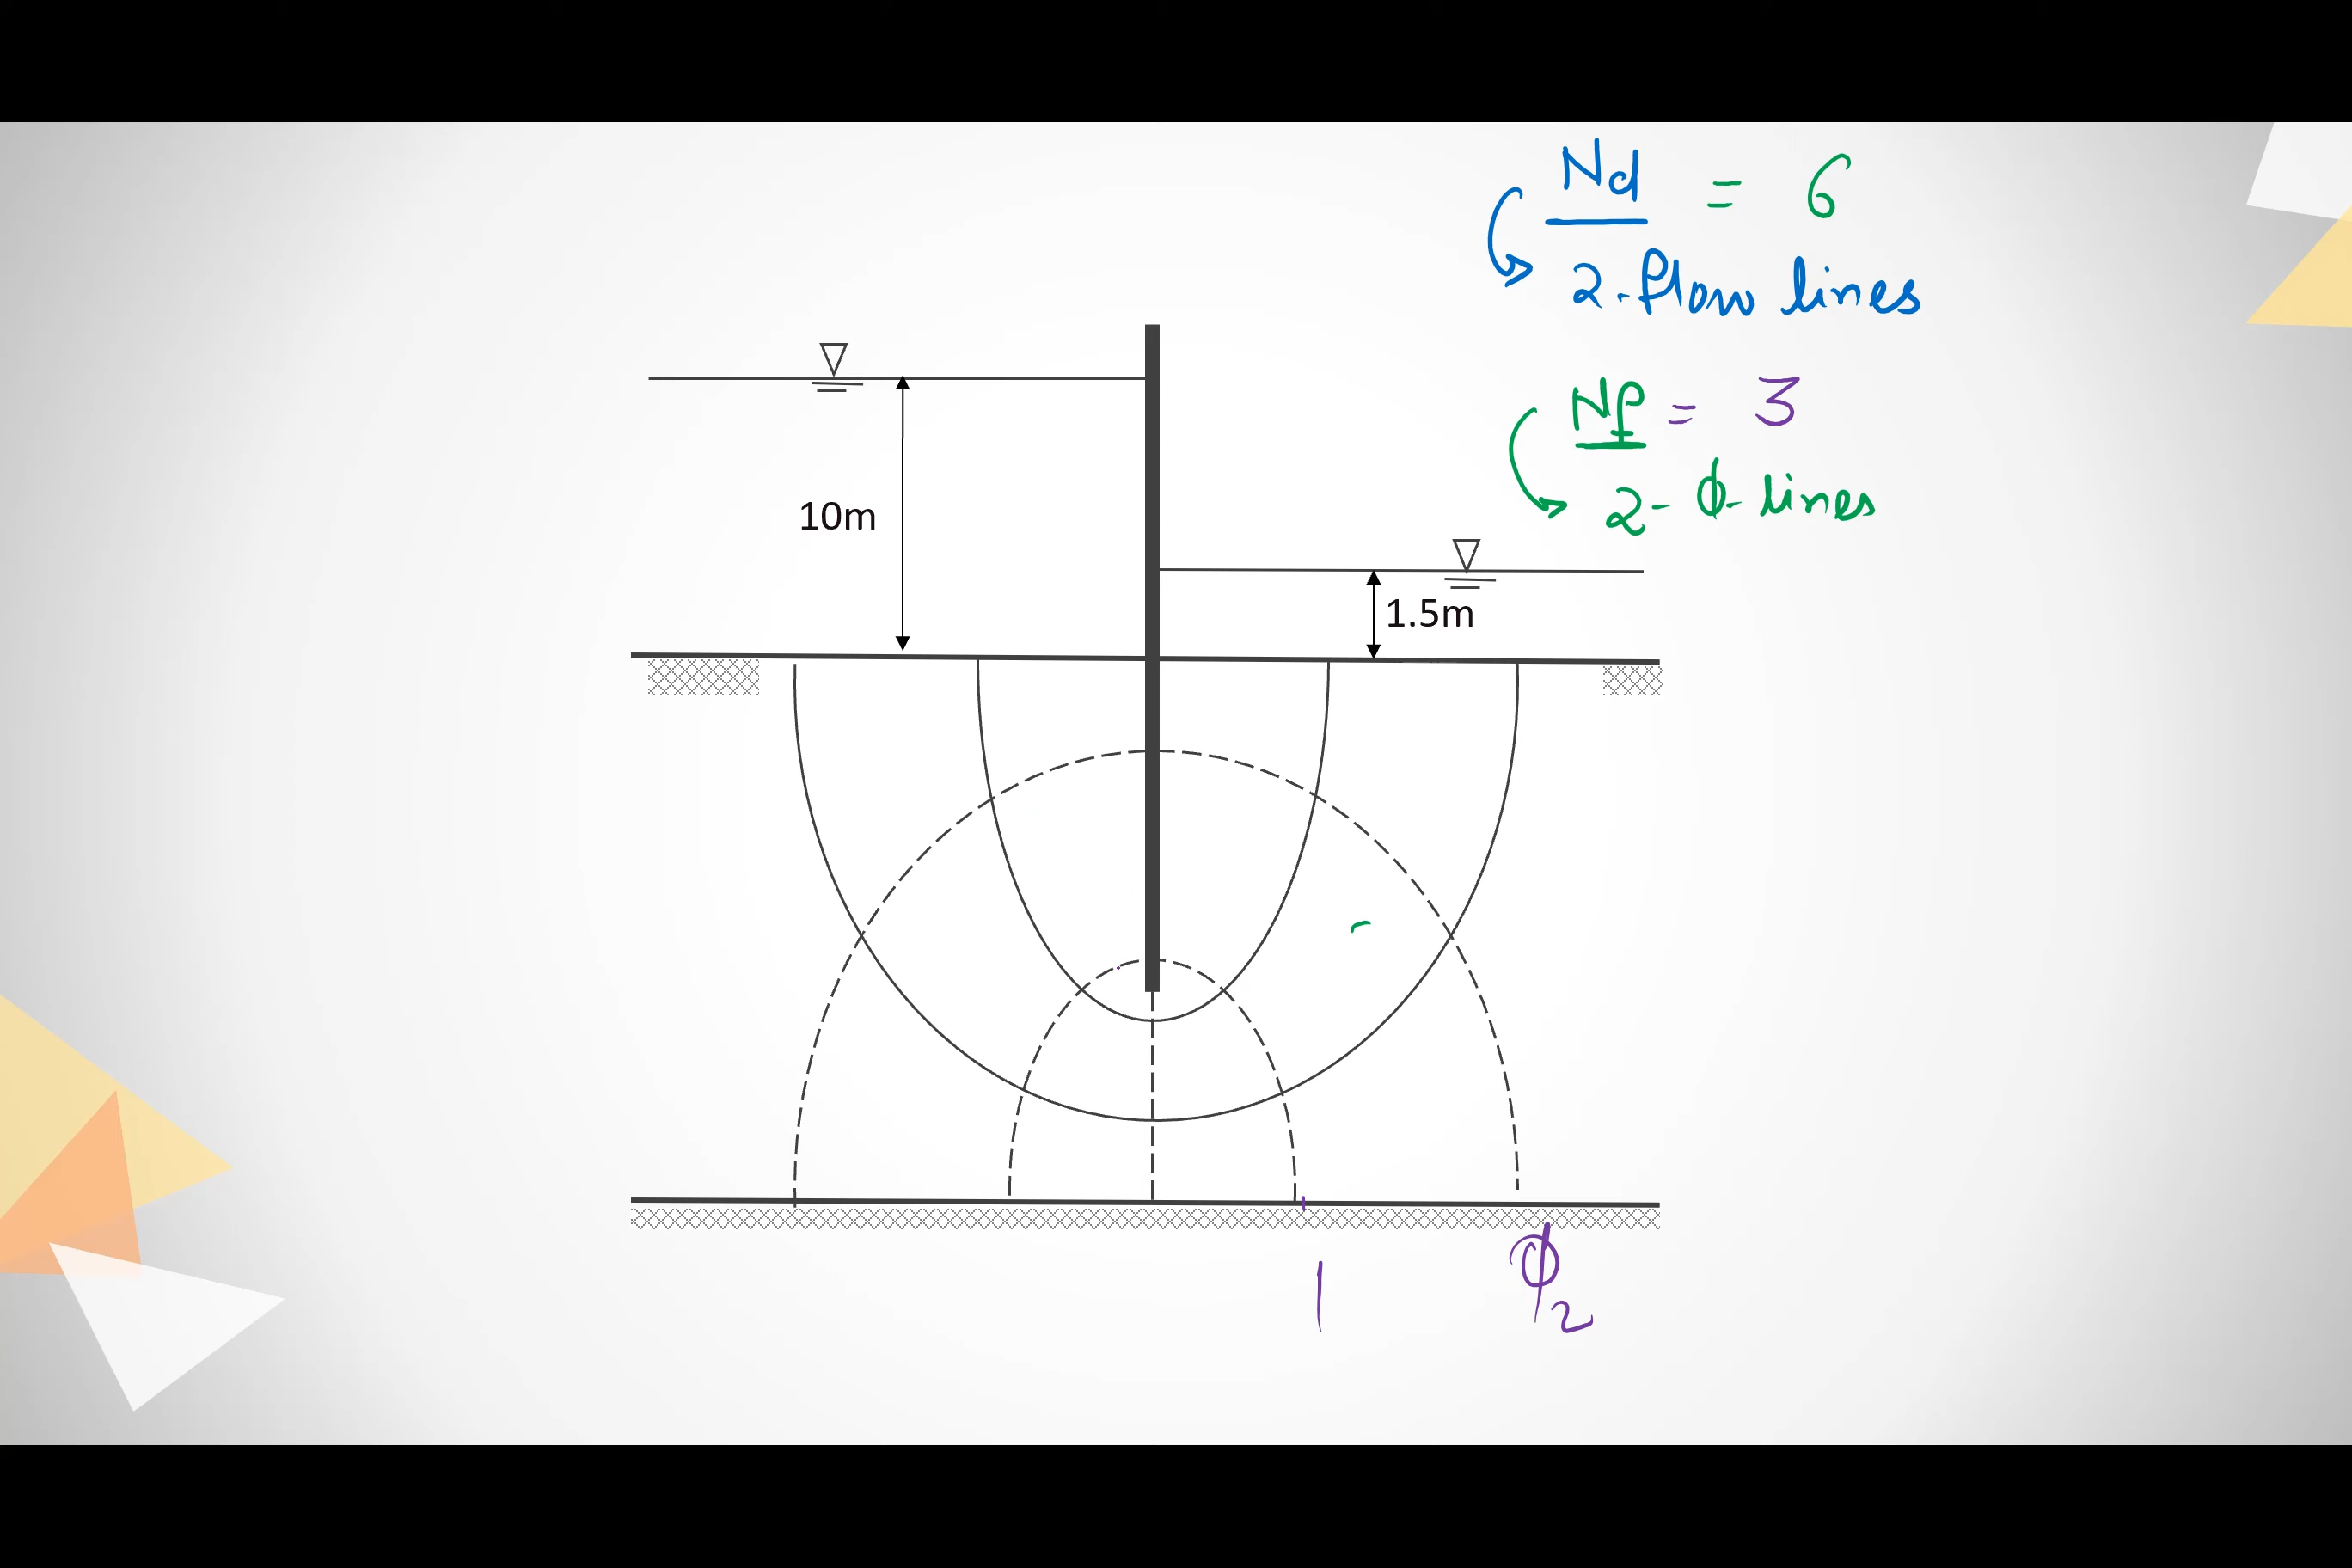 Nd = 6
2-flow lines
Nf = 3
2-ϕ-lines
10m
1.5m
1
ϕ2